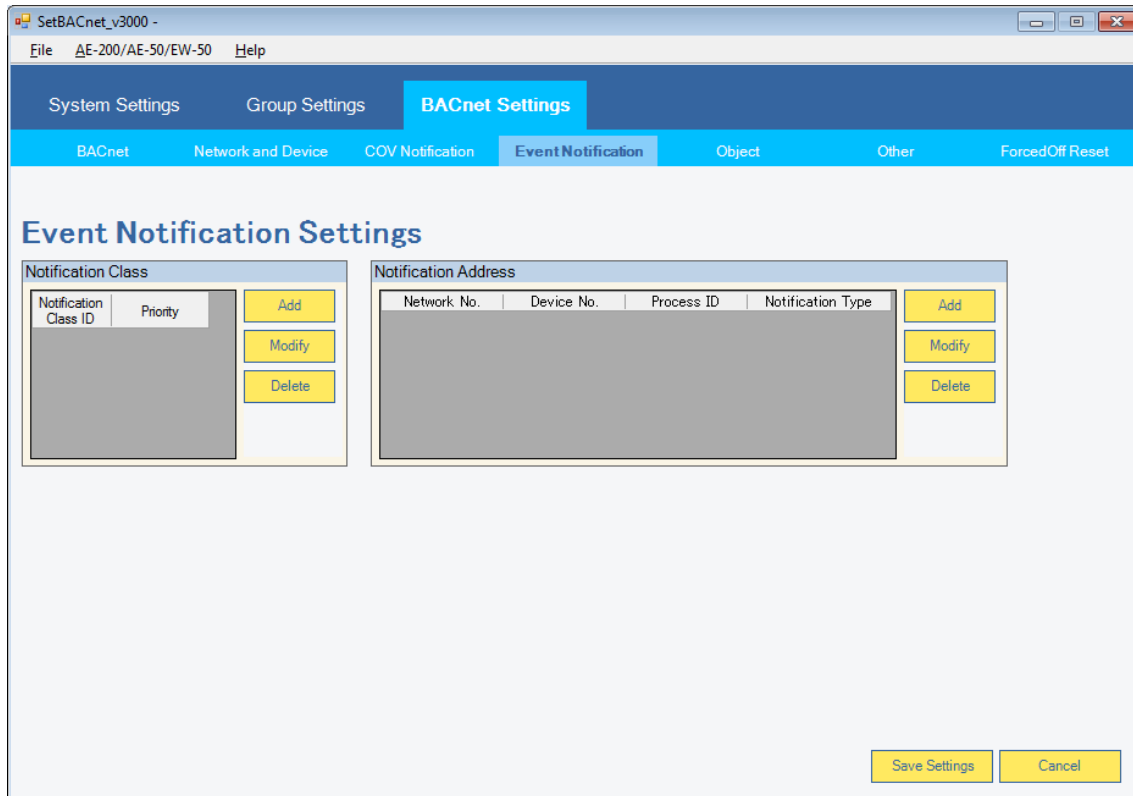 SetBACnet_v3000 -
File AE-200/AE-50/EW-50 Help
System Settings Group Settings BACnet Settings
BACnet Network and Device COV Notification Event Notification Object Other ForcedOff Reset
Event Notification Settings
Notification Class
Notification Class ID
Priority
Add
Modify
Delete
Notification Address
Network No. Device No. Process ID Notification Type
Add
Modify
Delete
Save Settings Cancel